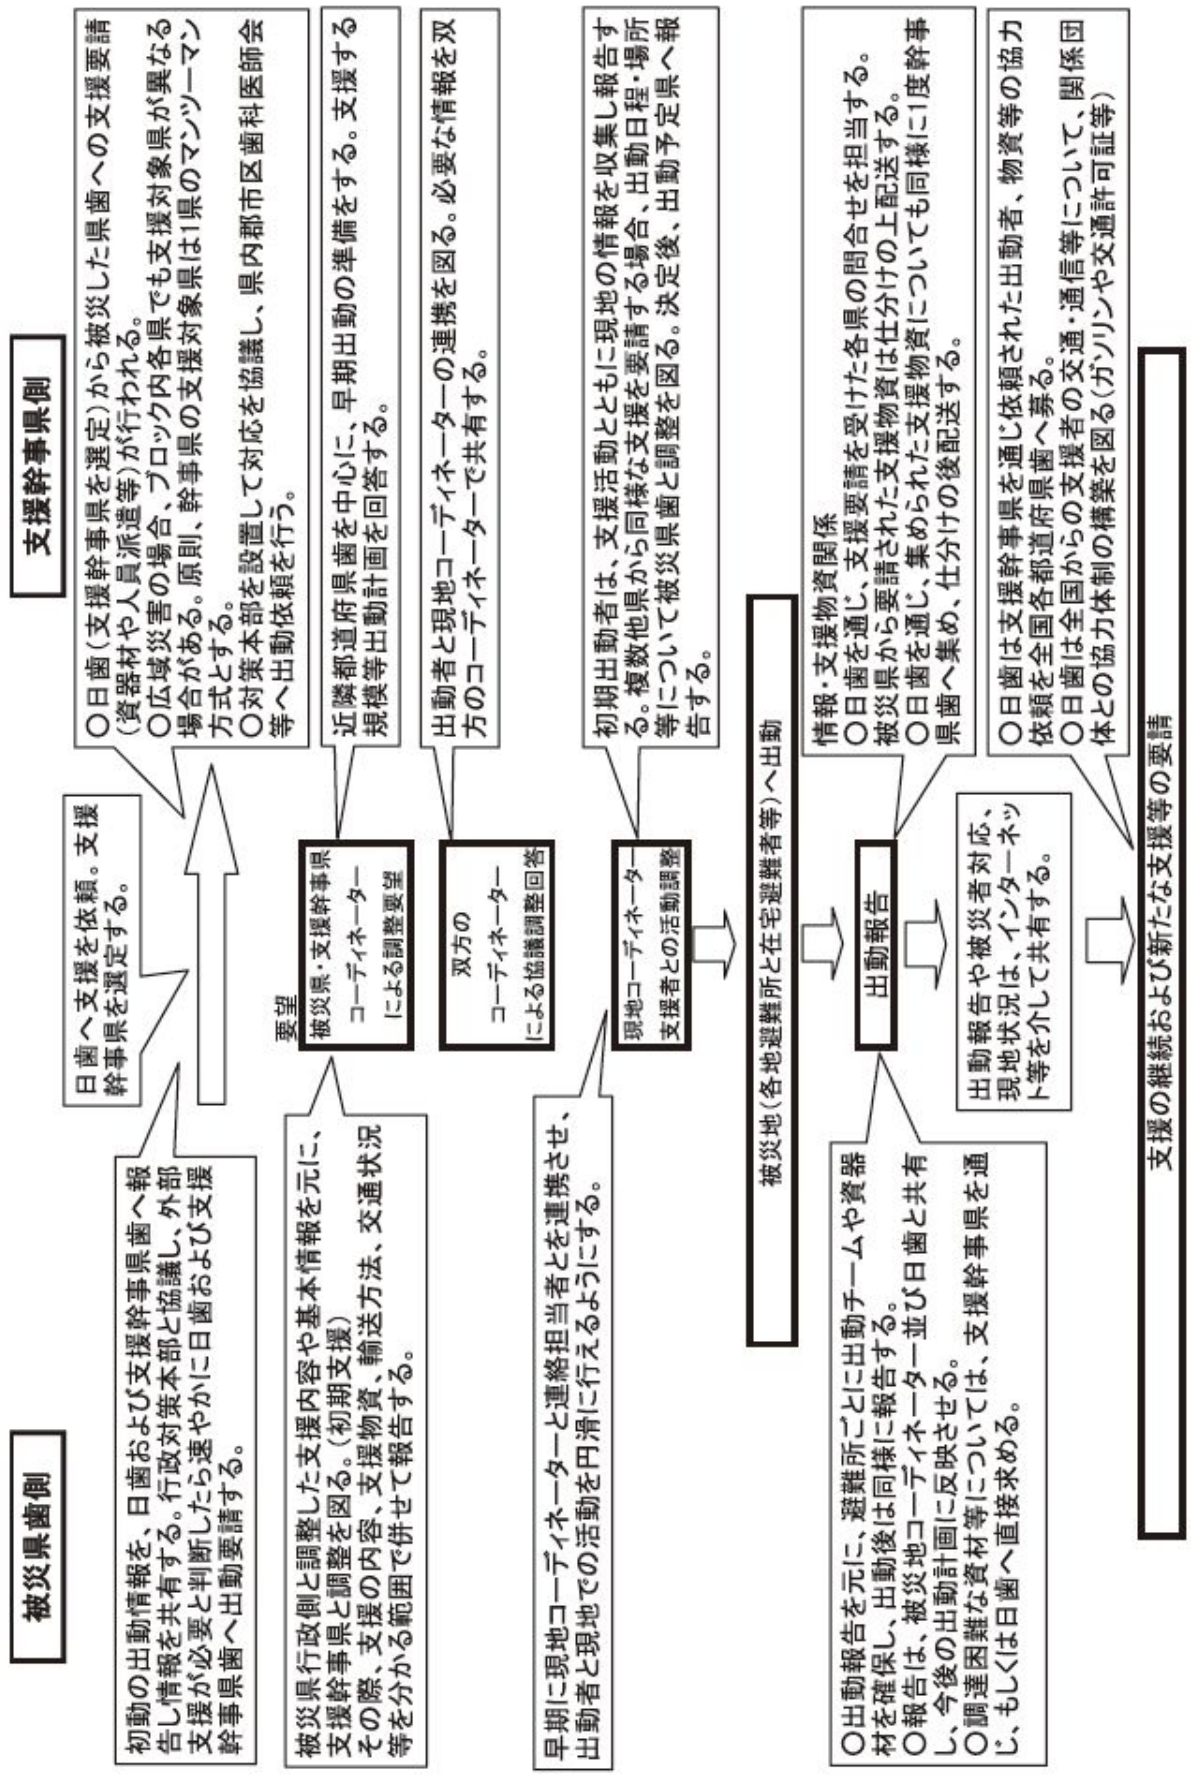 被災県歯側
支援幹事県側
初動の出動情報を、日歯および支援幹事県歯へ報
告し情報を共有する。行政対策本部と協議し、外部
支援が必要と判断したら速やかに日歯および支援
幹事県歯へ出動要請する。
日歯へ支援を依頼。支援
幹事県を選定する。
〇日歯(支援幹事県を選定)から被災した県歯への支援要請
(資器材や人員派遣等)が行われる。
〇広域災害の場合、ブロック内各県でも支援対象県が異なる
場合がある。原則、幹事県の支援対象県は1県のマンツーマン
方式とする。
〇対策本部を設置して対応を協議し、県内郡市区歯科医師会
等へ出動依頼を行う。
要望
被災県・支援幹事県
コーディネーター
による調整要望
被災県行政側と調整した支援内容や基本情報を元に、
支援幹事県と調整を図る。(初期支援)
その際、支援の内容、支援物資、輸送方法、交通状況
等を分かる範囲で併せて報告する。
近隣都道府県歯を中心に、早期出動の準備をする。支援する
規模等出動計画を回答する。
双方の
コーディネーター
による協議調整回答
出動者と現地コーディネーターの連携を図る。必要な情報を双
方のコーディネーターで共有する。
早期に現地コーディネーターと連絡担当者とを連携させ、
出動者と現地での活動を円滑に行えるようにする。
現地コーディネーター
支援者との活動調整
初期出動者は、支援活動とともに現地の情報を収集し報告す
る。複数他県から同様な支援を要請する場合、出動日程・場所
等について被災県歯と調整を図る。決定後、出動予定県へ報
告する。
被災地(各地避難所と在宅避難者等)へ出動
出動報告
〇出動報告を元に、避難所ごとに出動チームや資器
材を確保し、出動後は同様に報告する。
〇報告は、被災地コーディネーター並び日歯と共有
し、今後の出動計画に反映させる。
〇調達困難な資材等については、支援幹事県を通
じ、もしくは日歯へ直接求める。
情報・支援物資関係
〇日歯を通じ、支援要請を受けた各県の問合せを担当する。
被災県から要請された支援物資は仕分けの上配送する。
〇日歯を通じ、集められた支援物資についても同様に1度幹事
県歯へ集め、仕分けの後配送する。
出動報告や被災者対応、
現地状況は、インターネッ
ト等を介して共有する。
〇日歯は支援幹事県を通じ依頼された出動者、物資等の協力
依頼を全国各都道府県歯へ募る。
〇日歯は全国からの支援者の交通・通信等について、関係団
体との協力体制の構築を図る(ガソリンや交通許可証等)
支援の継続および新たな支援等の要請